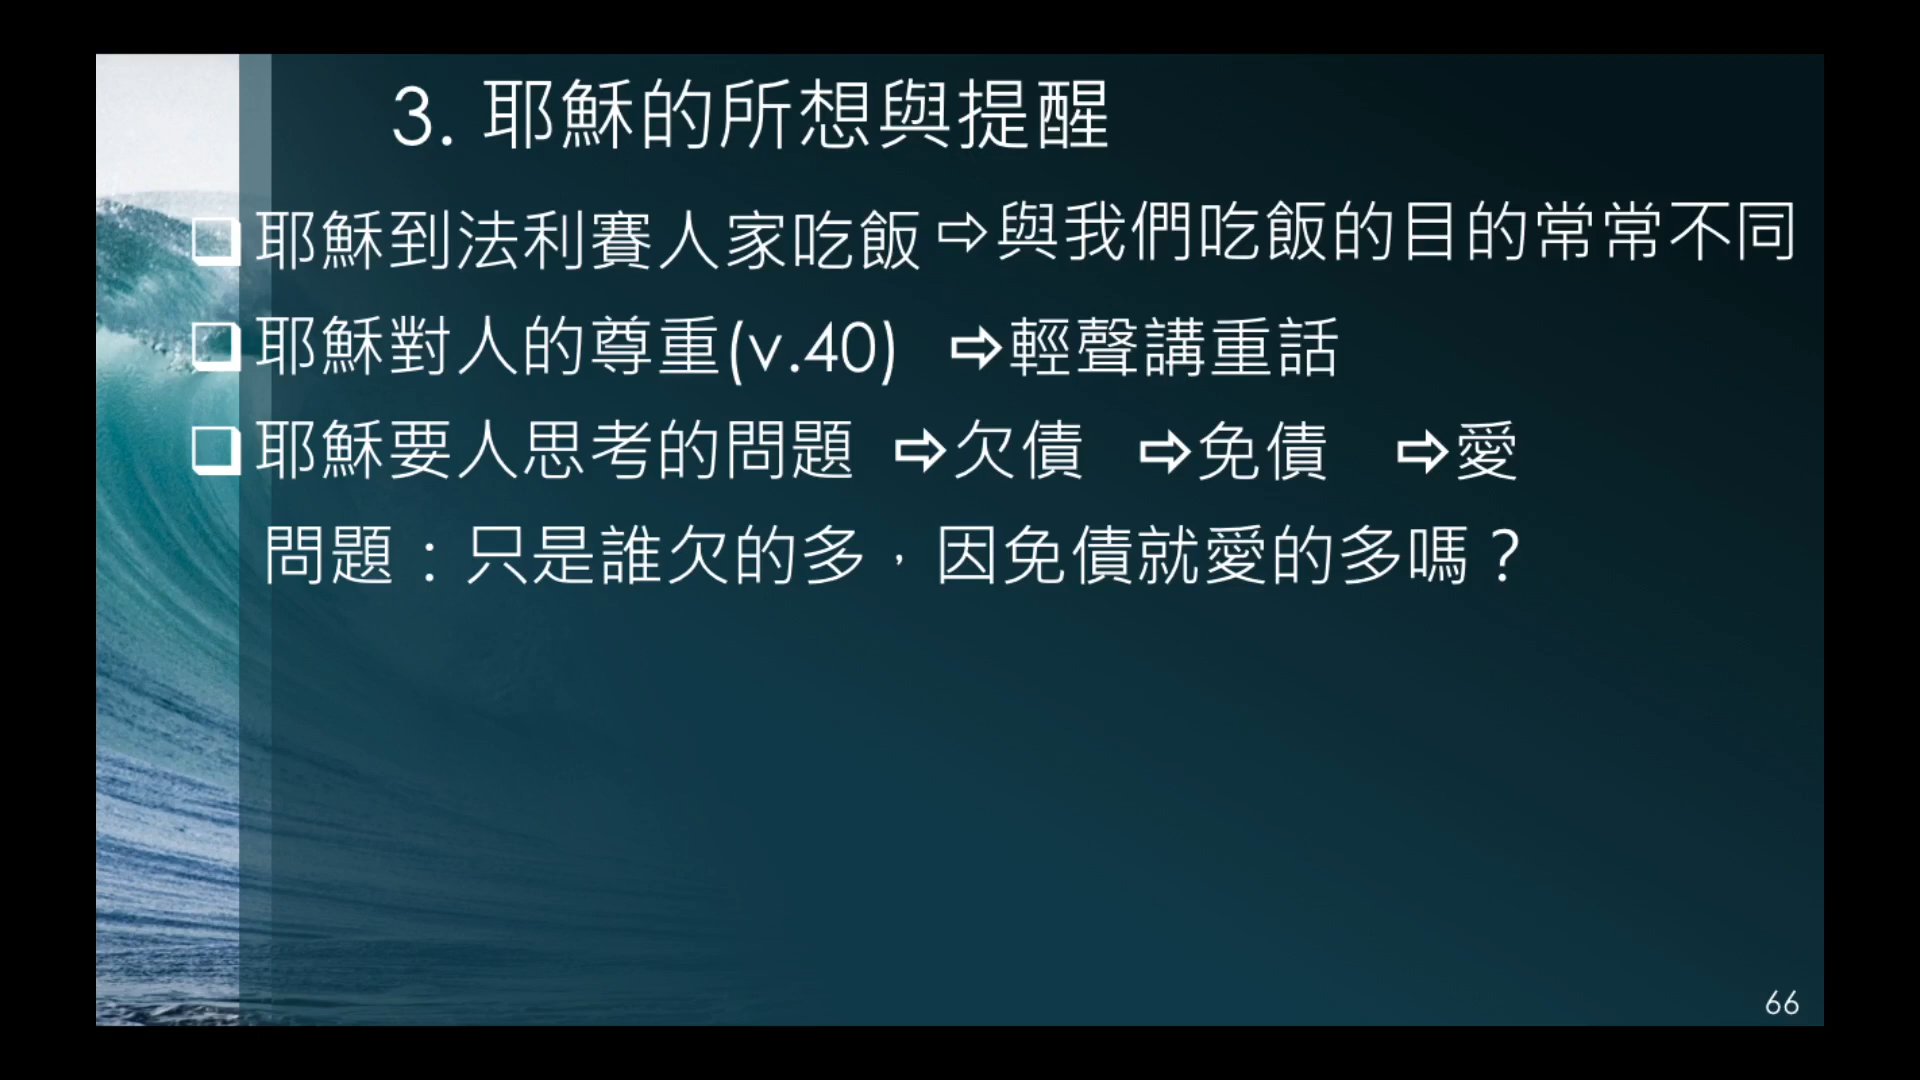 3. 耶穌的所想與提醒
❑耶穌到法利賽人家吃飯⇨與我們吃飯的目的常常不同
❑耶穌對人的尊重(v.40) ⇨輕聲講重話
❑耶穌要人思考的問題 ⇨欠債 ⇨免債 ⇨愛
問題：只是誰欠的多，因免債就愛的多嗎？
66